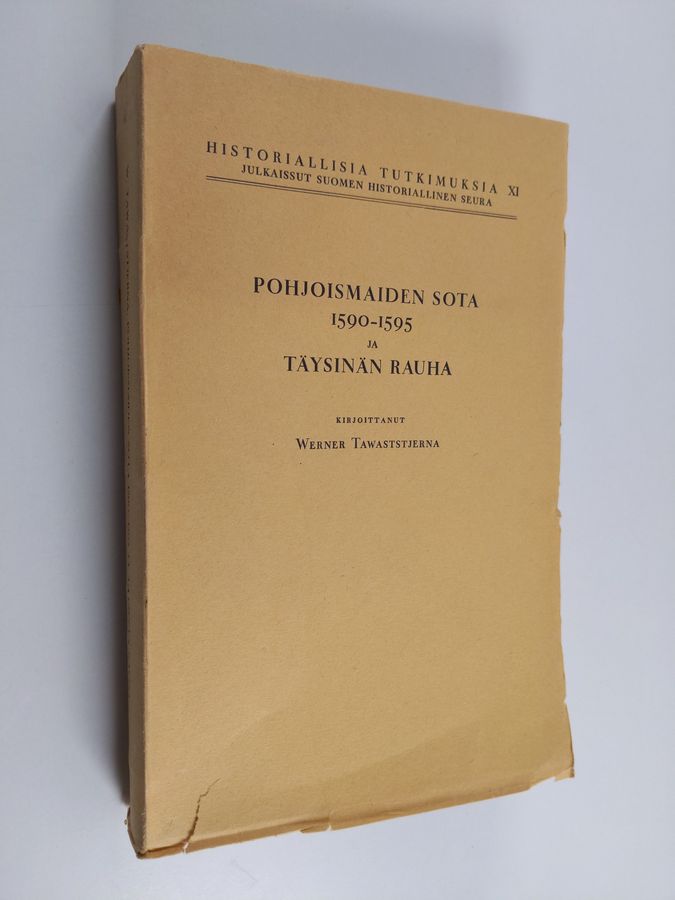 HISTORIALLISIA TUTKIMUKSIA XI
JULKAISSUT SUOMEN HISTORIALLINEN SEURA
POHJOISMAIDEN SOTA
1590-1595
JA
TÄYSINÄN RAUHA
KIRJOITTANUT
WERNER TAWASTSTJERNA